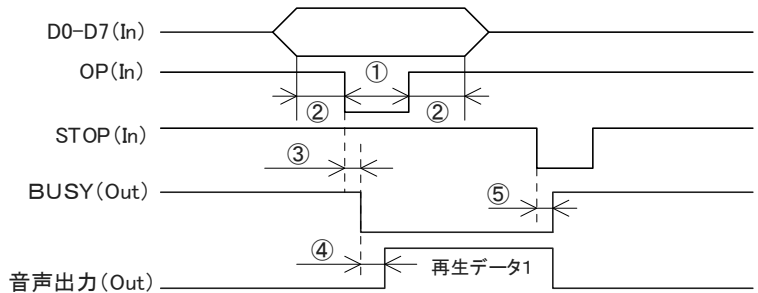 D0-D7(In)
OP(In)
①
②
②
STOP(In)
③
BUSY(Out)
⑤
④
再生データ1
音声出力(Out)